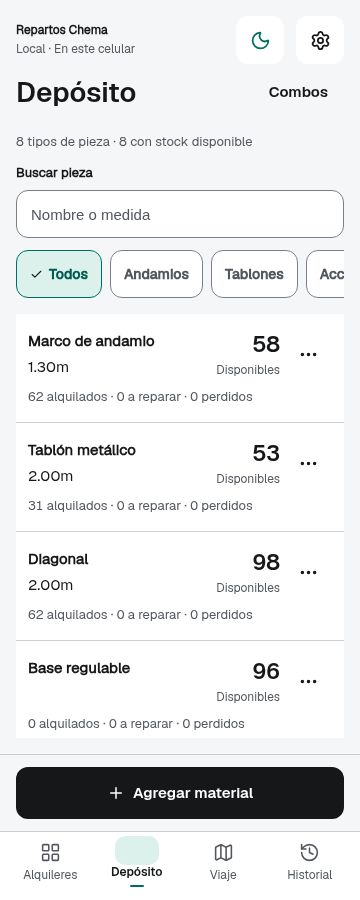 Repartos Chema
Local · En este celular
Depósito
Combos
8 tipos de pieza · 8 con stock disponible
Buscar pieza
Nombre o medida
Todos
Andamios
Tablones
Acc
Marco de andamio
58
1.30m
Disponibles
62 alquilados · 0 a reparar · 0 perdidos
Tablón metálico
53
2.00m
Disponibles
31 alquilados · 0 a reparar · 0 perdidos
Diagonal
98
2.00m
Disponibles
62 alquilados · 0 a reparar · 0 perdidos
Base regulable
96
Disponibles
0 alquilados · 0 a reparar · 0 perdidos
Agregar material
Alquileres
Depósito
Viaje
Historial